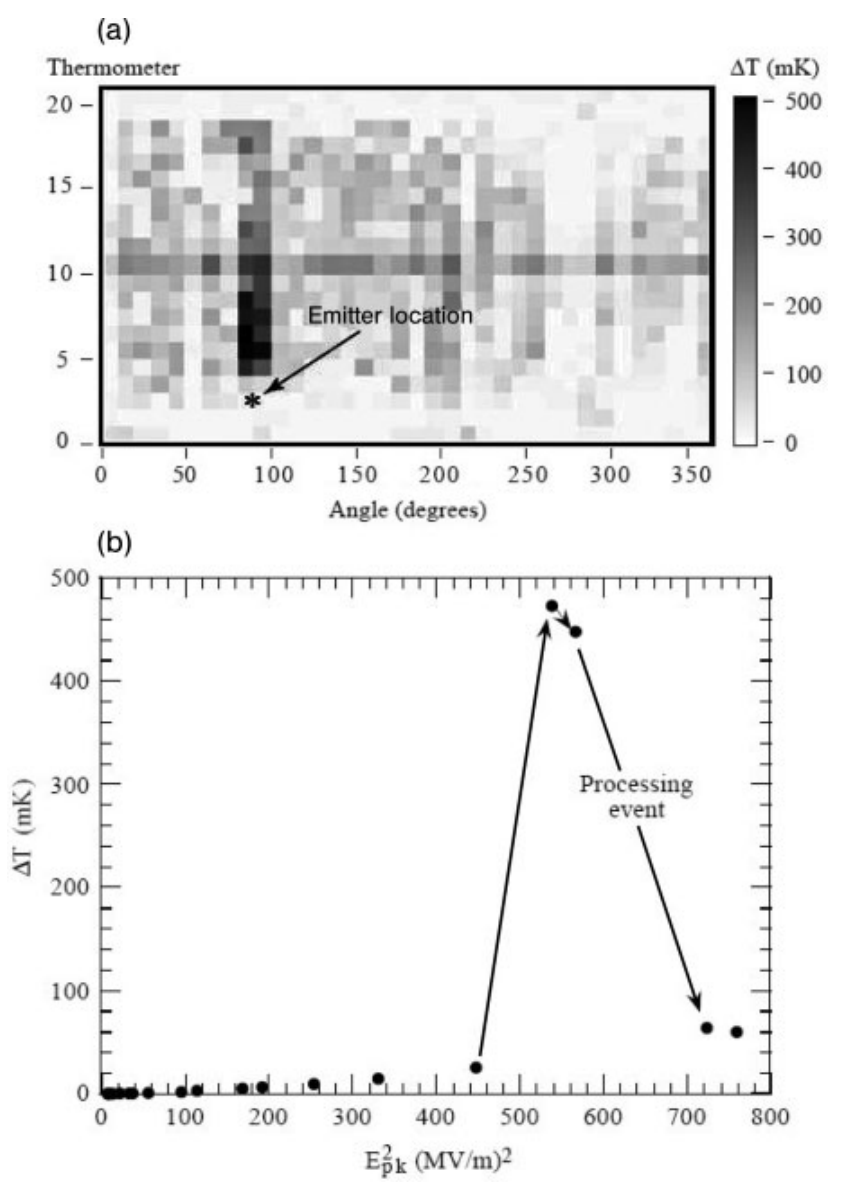 (a)
Thermometer
ΔT (mK)
20
15
10
5
0
Emitter location
*
500
400
300
200
100
0
0 50 100 150 200 250 300 350
Angle (degrees)
(b)
500
400
300
200
100
0
ΔT (mK)
Processing
event
0 100 200 300 400 500 600 700 800
E²pk (MV/m)²